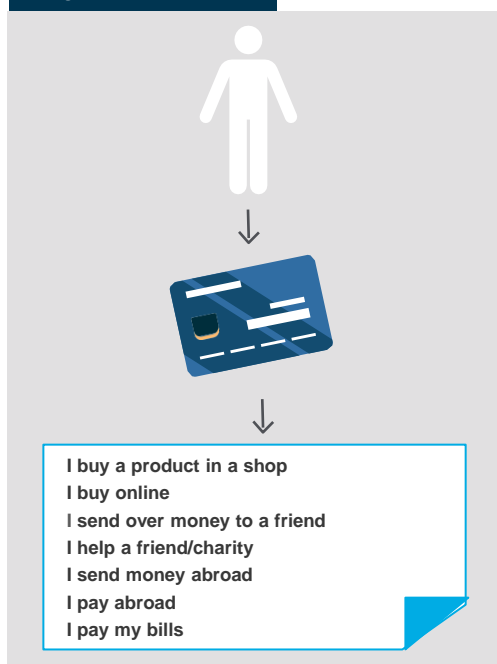 I buy a product in a shop
I buy online
I send over money to a friend
I help a friend/charity
I send money abroad
I pay abroad
I pay my bills